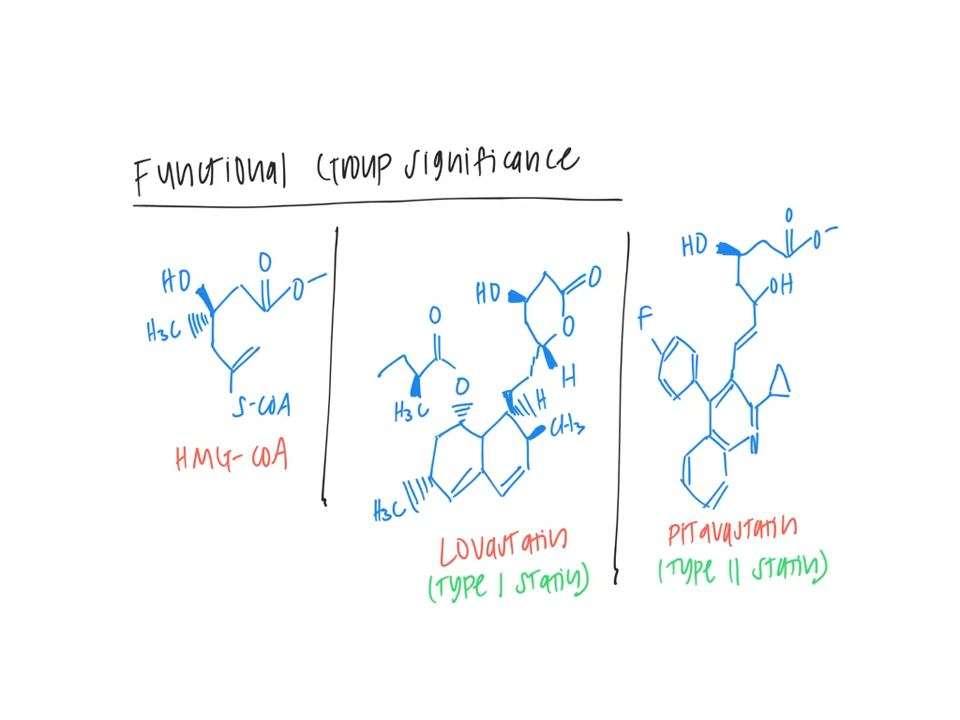 Functional Group significance
HO
O
O⁻
H₃C
S-COA
HMG-COA
O
H₃C
O
HO
O
O
H
H
CH₃
H₃C
Lovastatin
(Type I statin)
HO
O
O⁻
OH
F
N
Pitavastatin
(Type II statin)